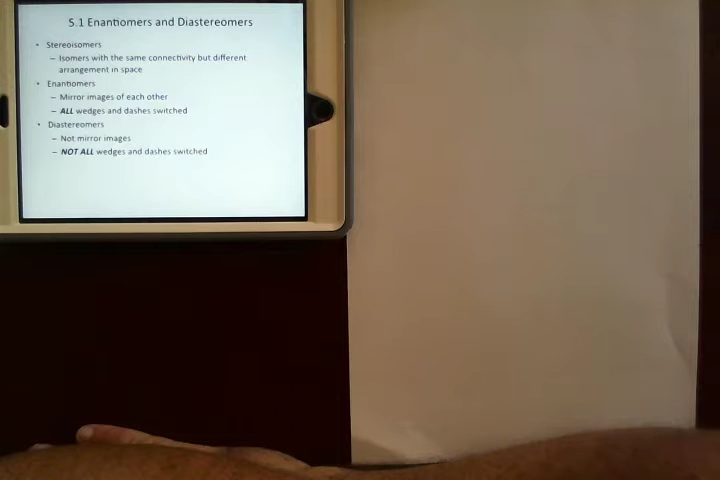 5.1 Enantiomers and Diastereomers
• Stereoisomers
– Isomers with the same connectivity but different
arrangement in space
• Enantiomers
– Mirror images of each other
– ALL wedges and dashes switched
• Diastereomers
– Not mirror images
– NOT ALL wedges and dashes switched